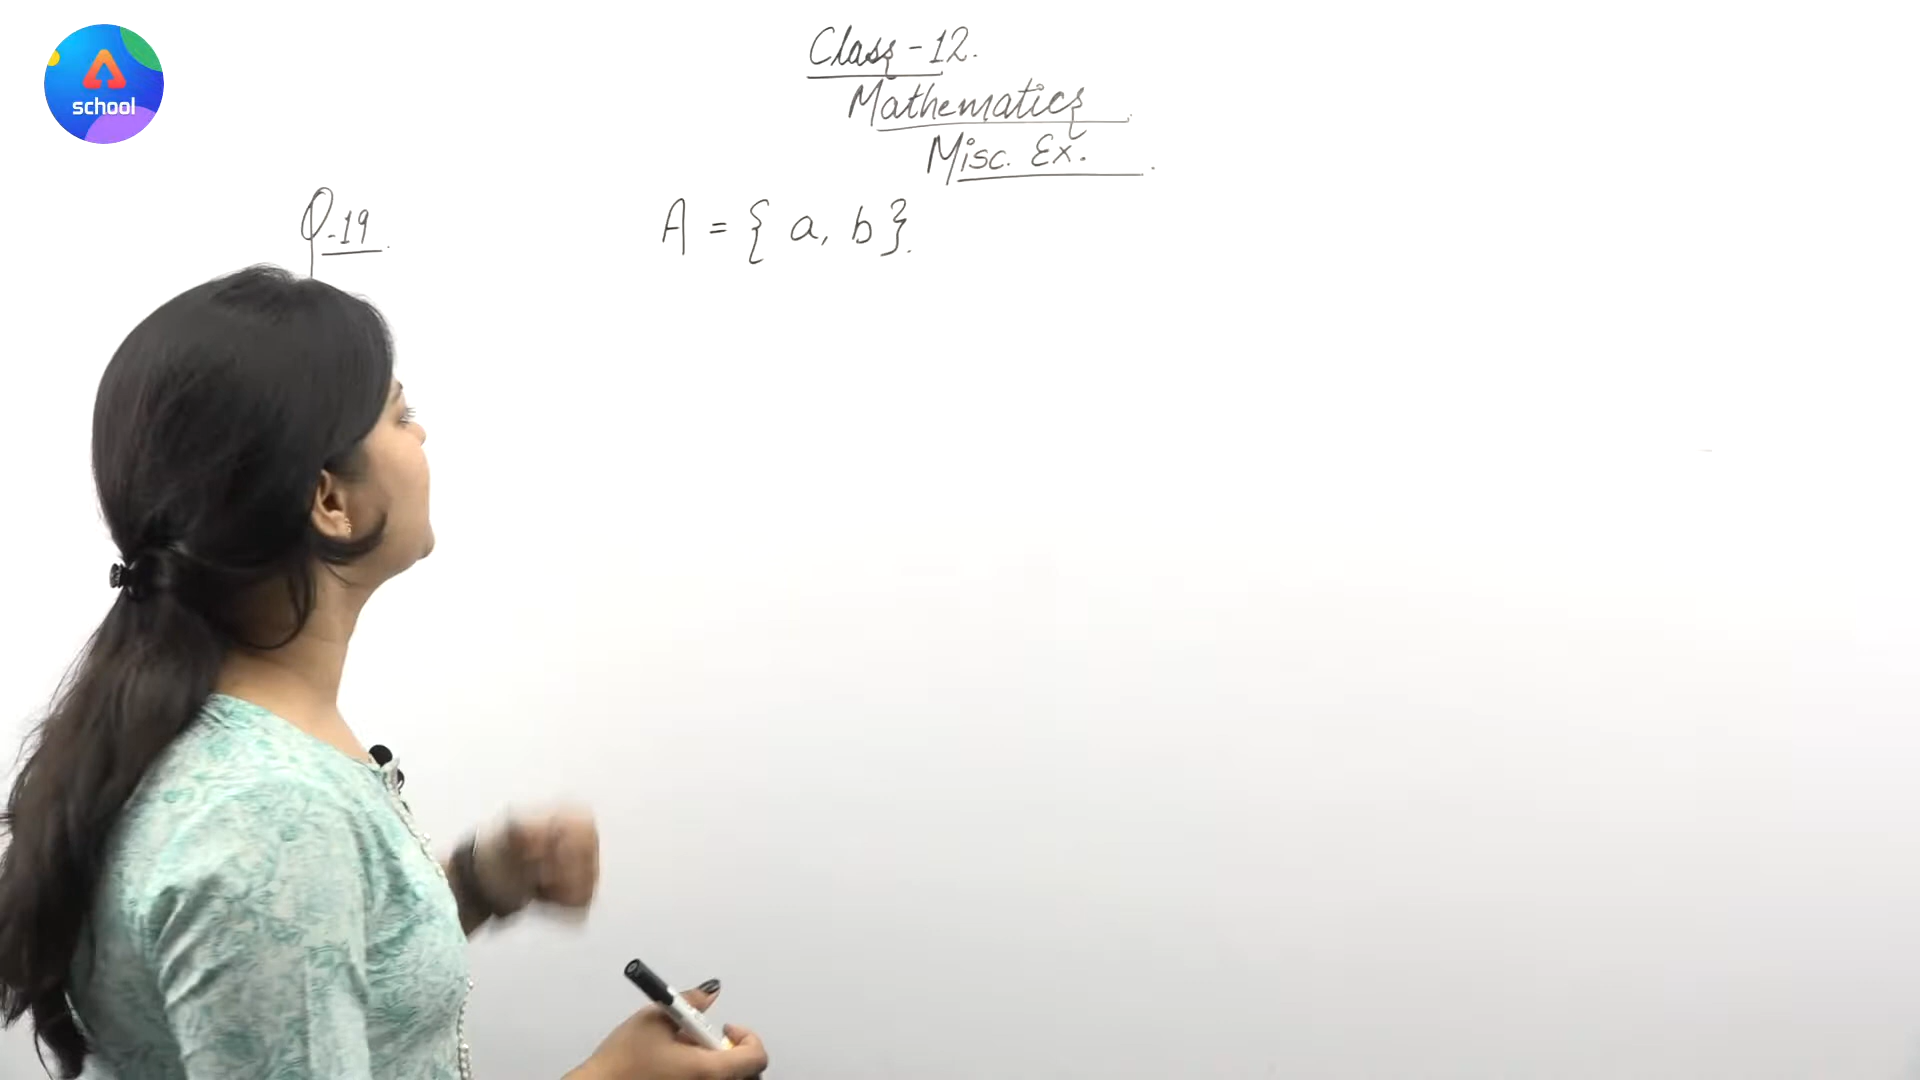 school
Class - 12.
Mathematics
Misc. Ex.
Q.19 A = { a, b }.